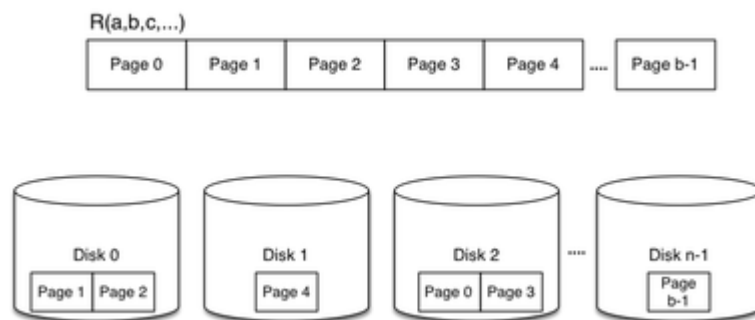 R(a,b,c,...)
Page 0 Page 1 Page 2 Page 3 Page 4 ..... Page b-1
Disk 0 Disk 1 Disk 2 .... Disk n-1
Page 1 Page 2 Page 4 Page 0 Page 3 Page
b-1